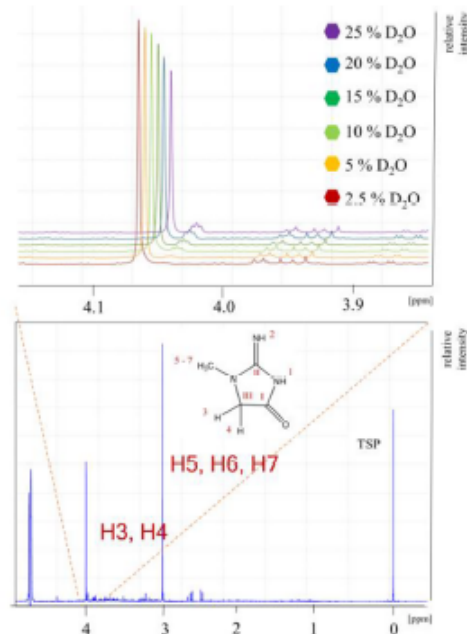 relative
intensity
25 % D₂O
20 % D₂O
15 % D₂O
10 % D₂O
5 % D₂O
2.5 % D₂O
4.1
4.0
3.9
[ppm]
relative
intensity
NH 2
5 - 7 H₃C
N
II
NH 1
III
I
O
3 H
H
4
H5, H6, H7
H3, H4
TSP
4
3
2
1
0
[ppm]